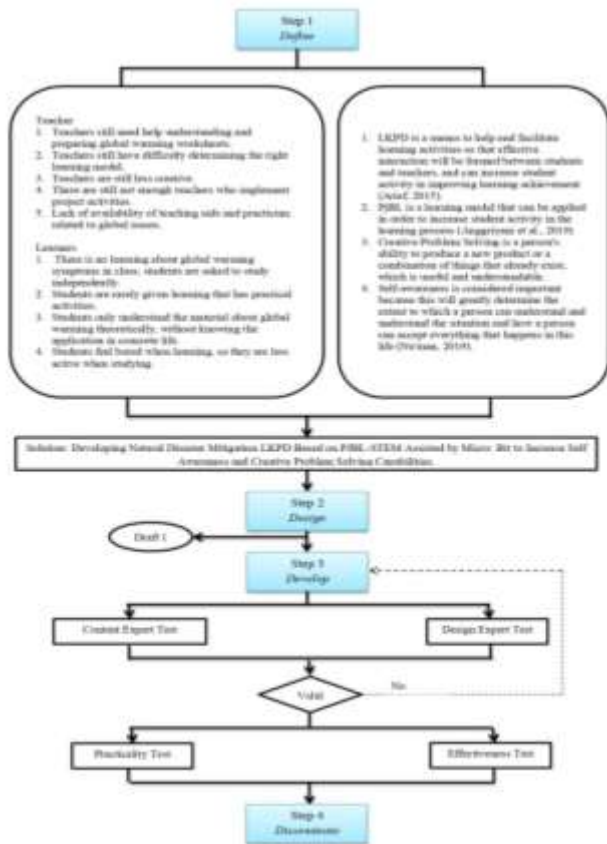 Step 1
Define
Teacher
1. Teachers still need help understanding and
preparing global warming worksheets.
2. Teachers still have difficulty determining the right
learning model.
3. Teachers are still less creative.
4. There are still not enough teachers who implement
project activities.
5. Lack of availability of teaching aids and practicums
related to global issues.
Learners
1. There is no learning about global warming
symptoms in class, students are asked to study
independently.
2. Students are rarely given learning that has practical
activities.
3. Students only understand the material about global
warming theoretically, without knowing the
application in concrete life.
4. Students feel bored when learning, so they are less
active when studying.
1. LKPD is a means to help and facilitate
learning activities so that effective
interaction will be formed between students
and teachers, and can increase student
activity in improving learning achievement
2. PjBL is a learning model that can be applied
in order to increase student activity in the
learning process (Anggriyani et al., 2019)
3. Creative Problem Solving is a person's
ability to produce a new product or a
combination of things that already exist,
which is useful and understandable.
4. Self-awareness is considered important
because this will greatly determine the
extent to which a person can understand and
understand the situation and how a person
can accept everything that happens in this
life
Solution: Developing Natural Disaster Mitigation LKPD Based on PJBL-STEM Assisted by Micro: Bit to Increase Self
Awareness and Creative Problem Solving Capabilities.
Step 2
Design
Draft 1
Step 3
Develop
Content Expert Test
Design Expert Test
Valid
No
Practicality Test
Effectiveness Test
Step 4
Disseminate